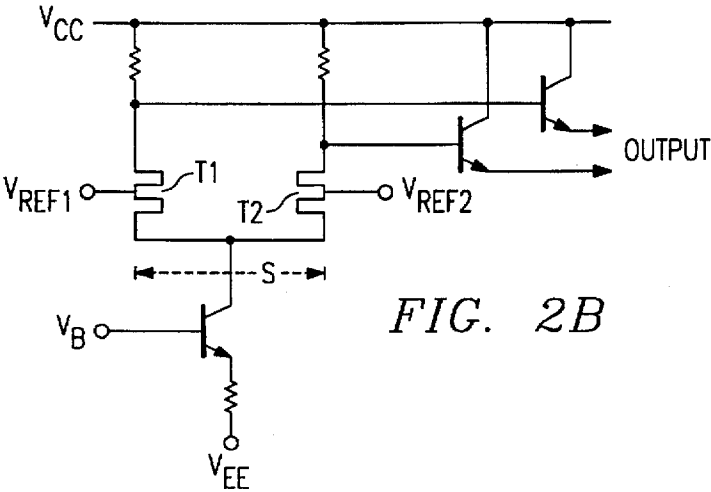 VCC
OUTPUT
VREF1
T1
T2
VREF2
S
VB
FIG. 2B
VEE